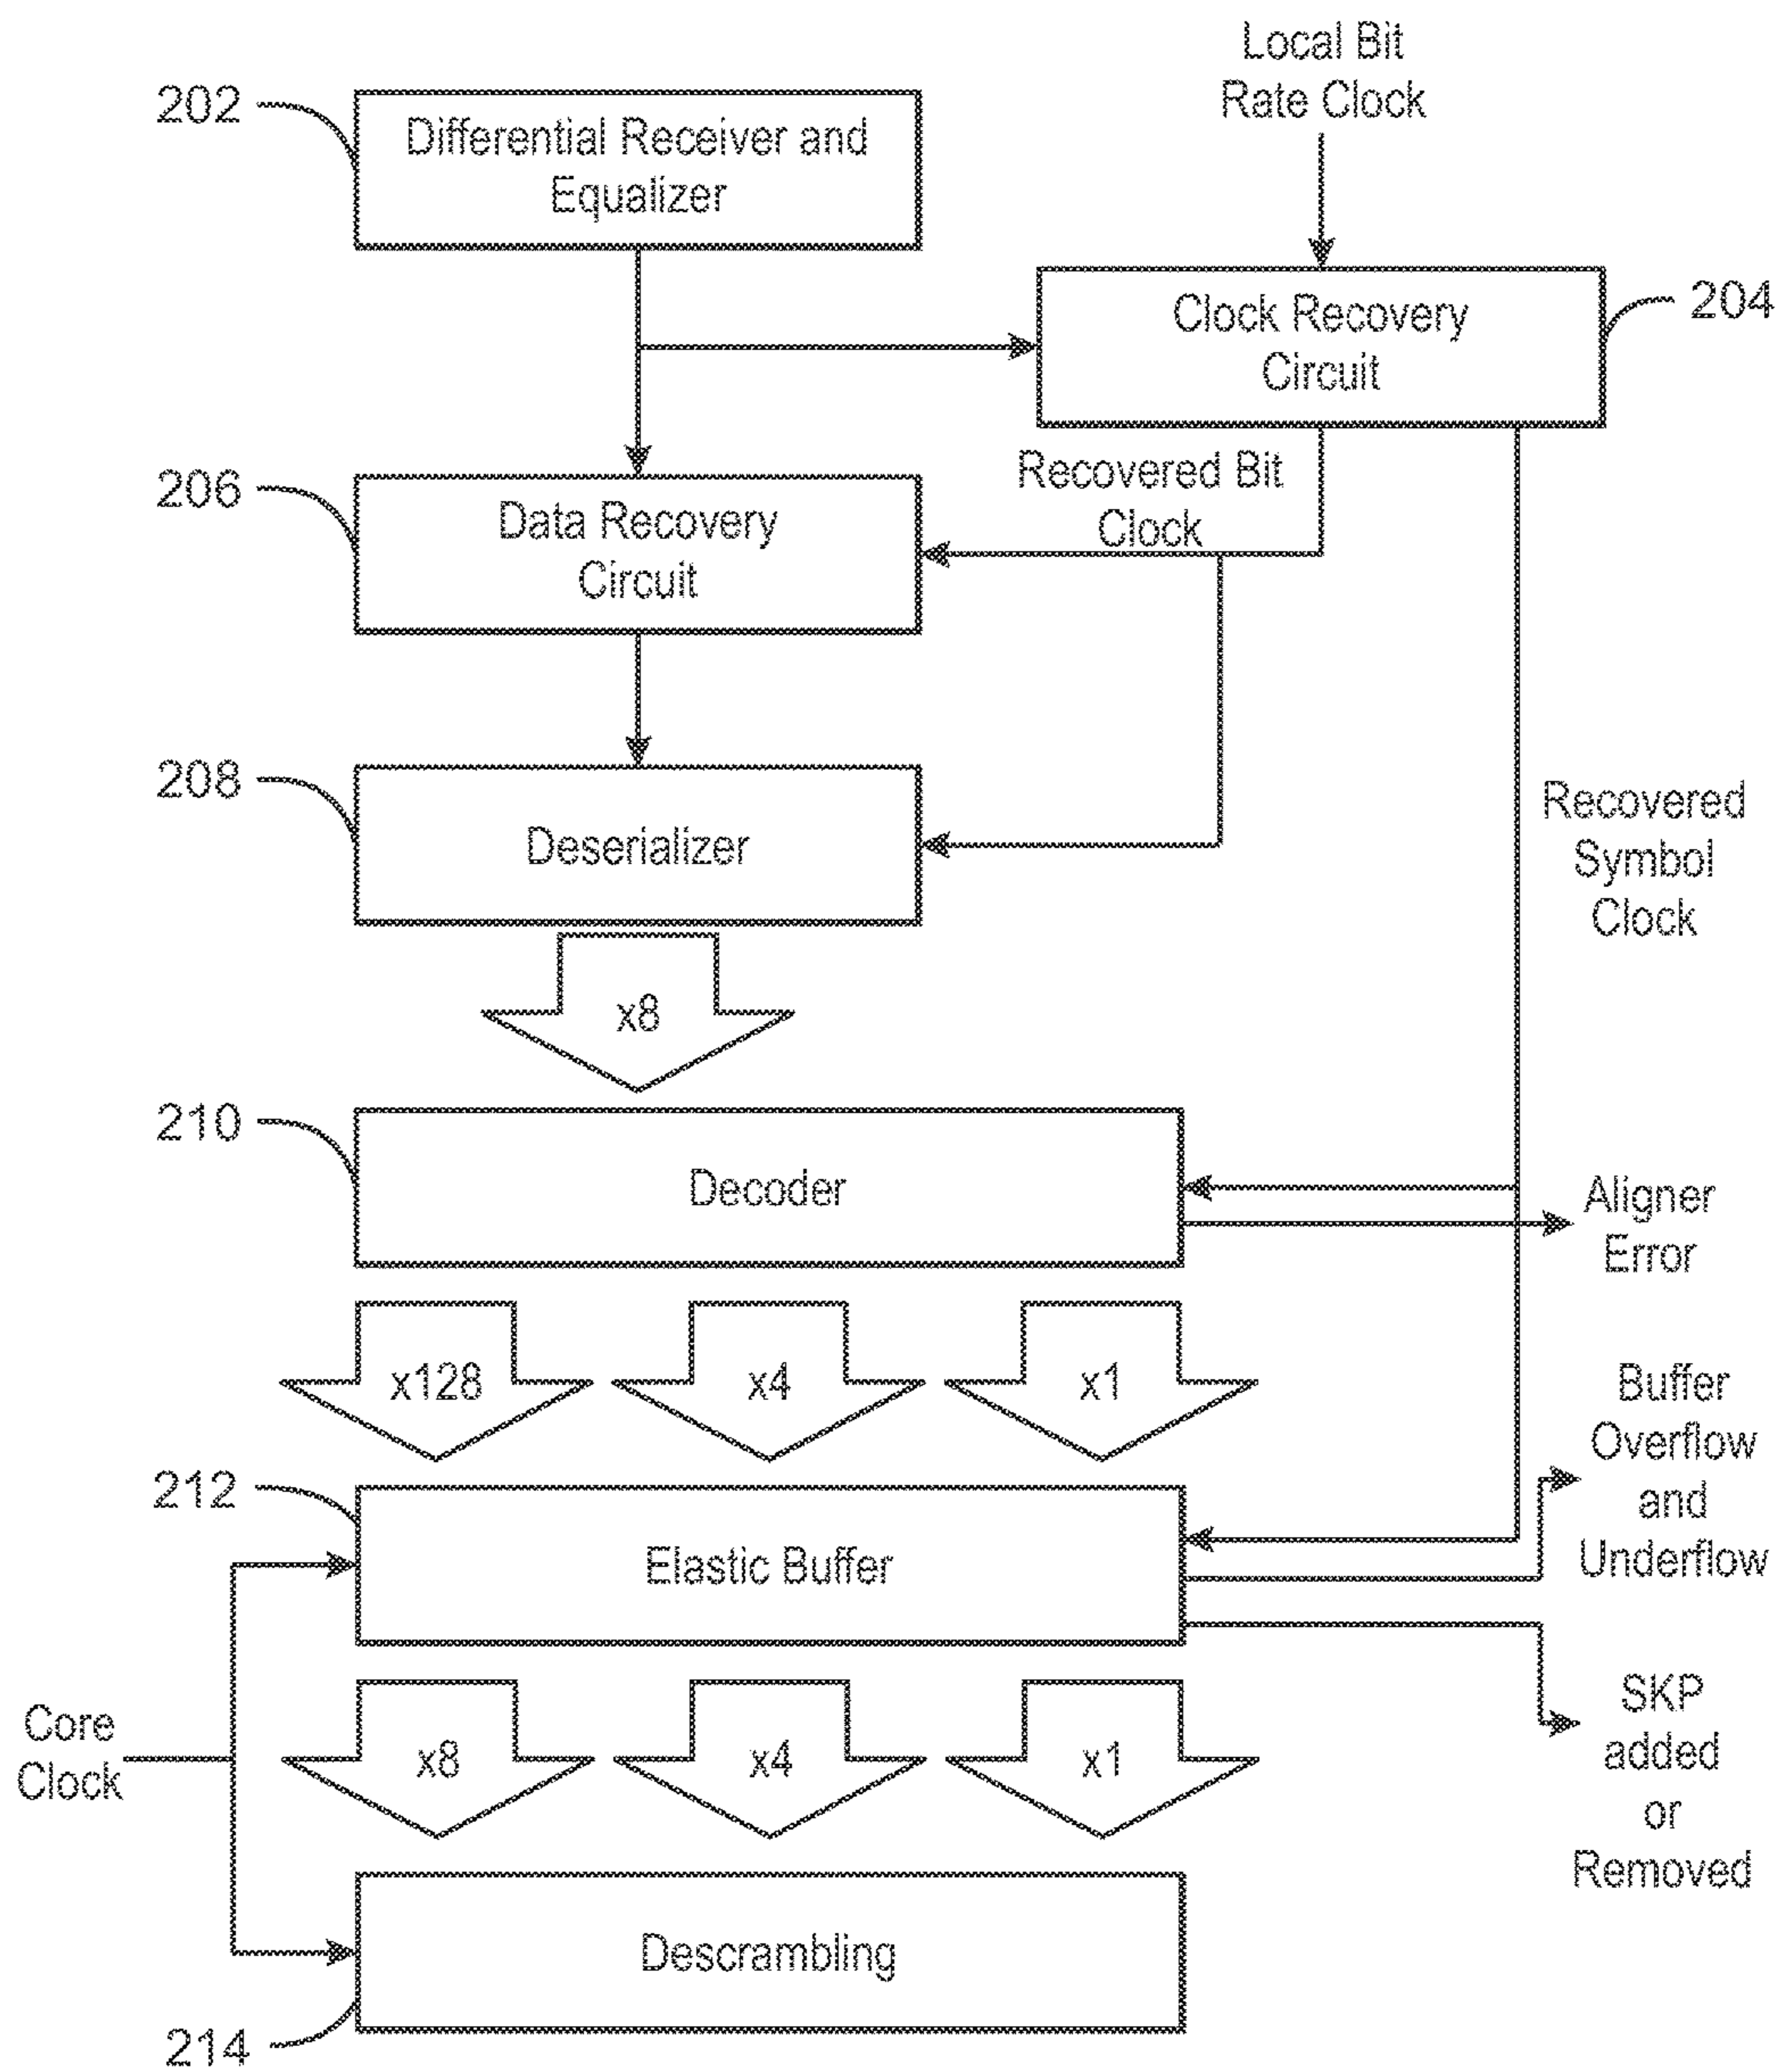 Local Bit
Rate Clock
202
Differential Receiver and
Equalizer
Clock Recovery
Circuit
204
Recovered Bit
Clock
206
Data Recovery
Circuit
208
Deserializer
Recovered
Symbol
Clock
x8
210
Decoder
Aligner
Error
x128
x4
x1
Buffer
Overflow
and
Underflow
212
Elastic Buffer
Core
Clock
x8
x4
x1
SKP
added
or
Removed
Descrambling
214